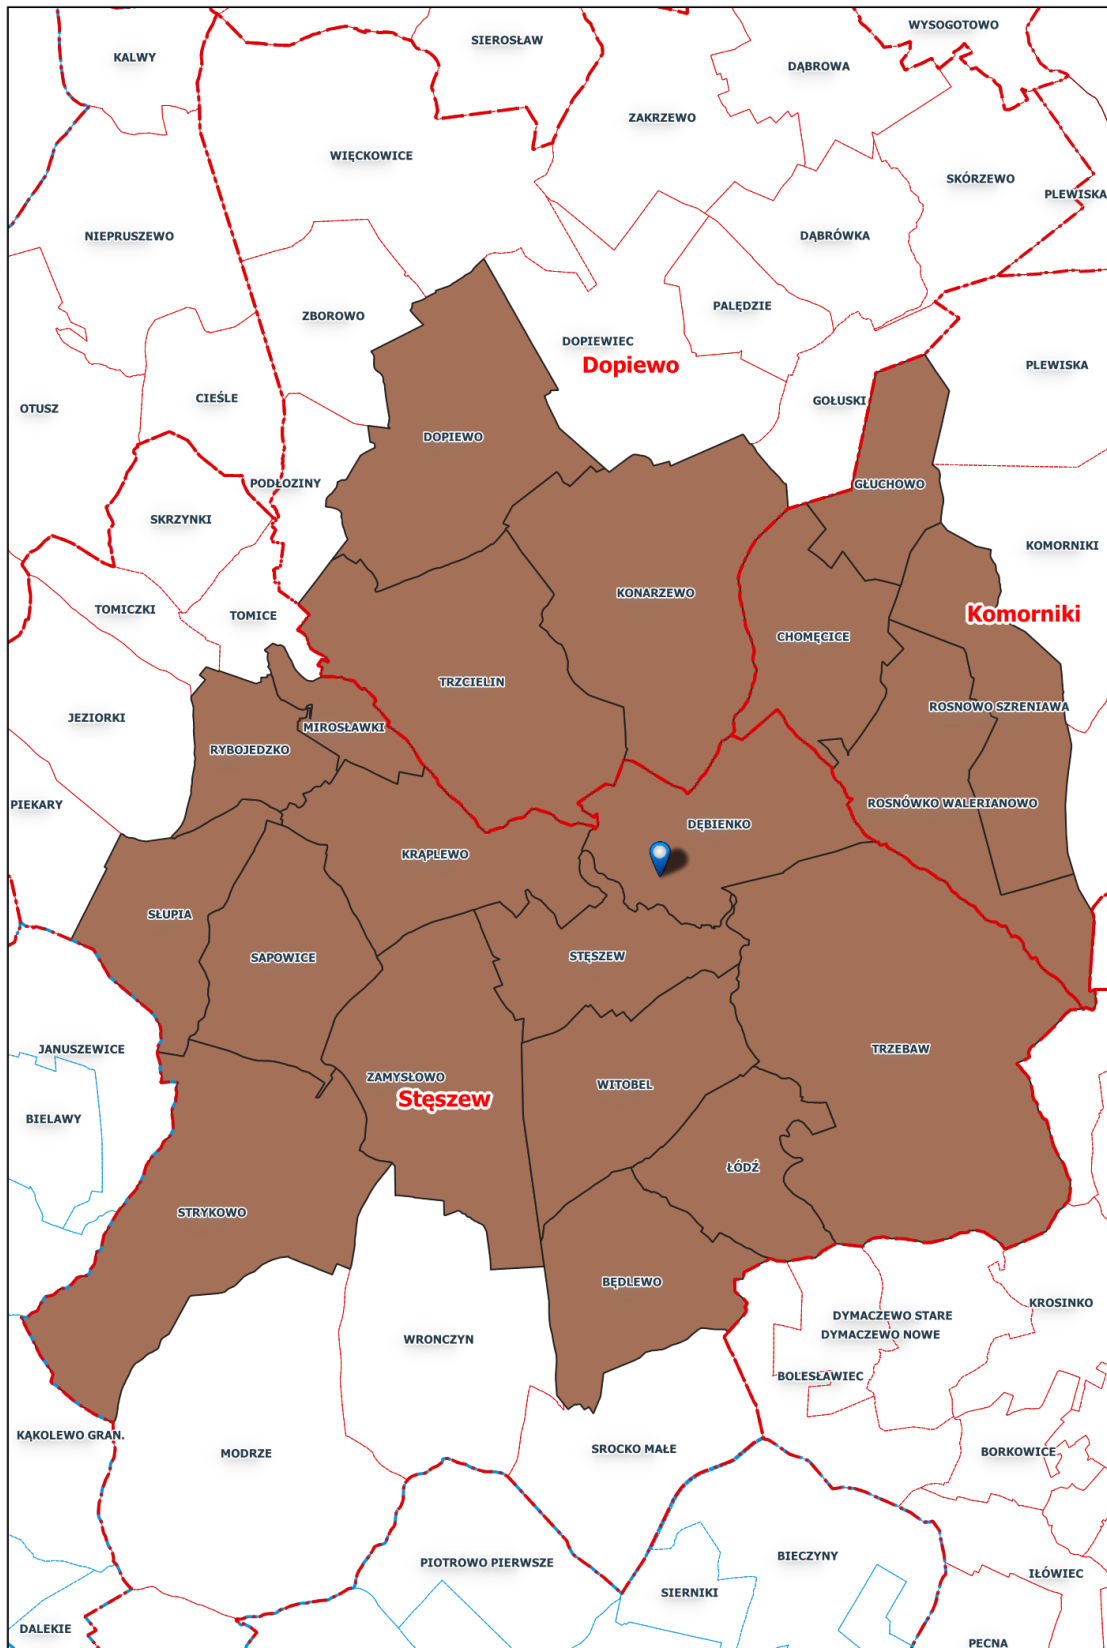 WYSOGOTOWO
SIEROSŁAW
KALWY
DĄBROWA
ZAKRZEWO
WIĘCKOWICE
SKÓRZEWO
PLEWISKA
NIEPRUSZEWO
DĄBRÓWKA
PALĘDZIE
ZBOROWO
DOPIEWIEC
Dopiewo
PLEWISKA
CIEŚLE
GOŁUSKI
OTUSZ
DOPIEWO
PODŁOZINY
GŁUCHOWO
SKRZYNKI
KOMORNIKI
KONARZEWO
TOMICZKI
TOMICE
Komorniki
CHOMĘCICE
TRZCIELIN
ROSNOWO SZRENIAWA
JEZIORKI
MIROSŁAWKI
RYBOJEDZKO
PIEKARY
ROSNÓWKO WALERIANOWO
DĘBIENKO
KRĄPLEWO
SŁUPIA
SAPOWICE
STĘSZEW
JANUSZEWICE
TRZEBAW
ZAMYSŁOWO
WITOBEL
Stęszew
BIELAWY
ŁÓDŹ
STRYKOWO
BĘDLEWO
KROSINKO
DYMACZEWO STARE
DYMACZEWO NOWE
WRONCZYN
BOLESŁAWIEC
KĄKOLEWO GRAN.
SROCKO MAŁE
MODRZE
BORKOWICE
BIECZYNY
PIOTROWO PIERWSZE
IŁÓWIEC
SIERNIKI
DALEKIE
PECNA